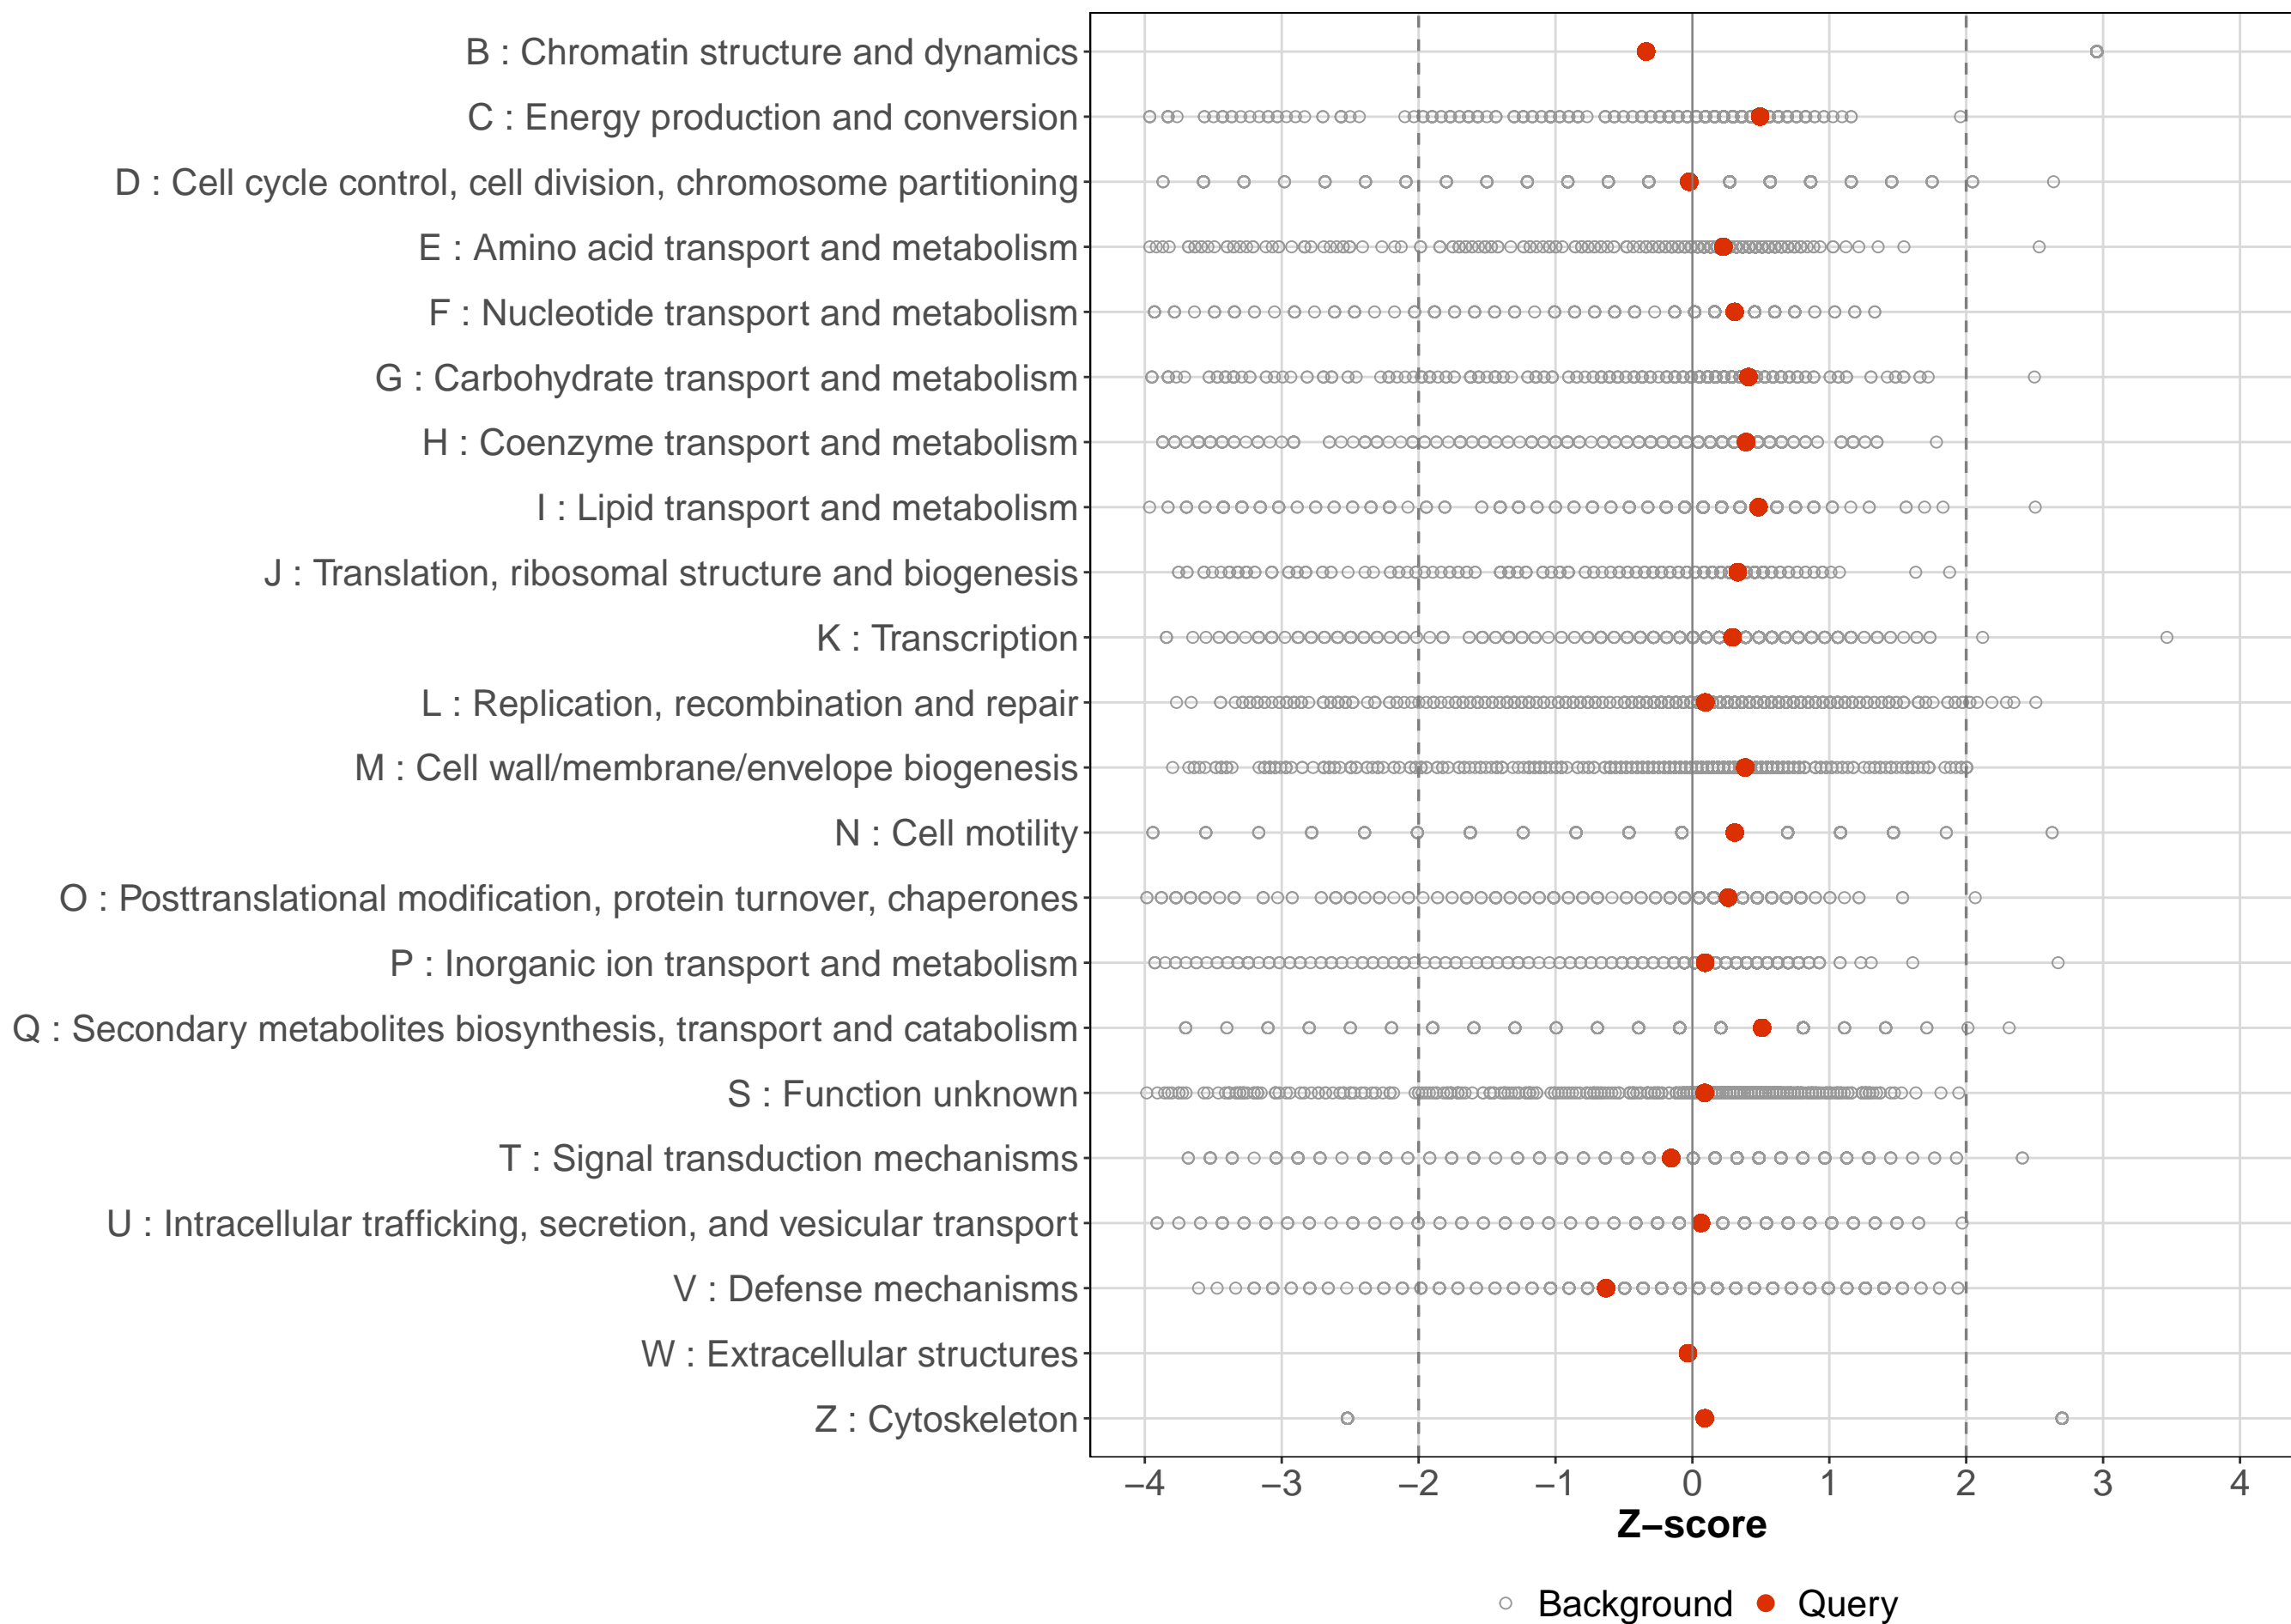 B : Chromatin structure and dynamics
C : Energy production and conversion
D : Cell cycle control, cell division, chromosome partitioning
E : Amino acid transport and metabolism
F : Nucleotide transport and metabolism
G : Carbohydrate transport and metabolism
H : Coenzyme transport and metabolism
I : Lipid transport and metabolism
J : Translation, ribosomal structure and biogenesis
K : Transcription
L : Replication, recombination and repair
M : Cell wall/membrane/envelope biogenesis
N : Cell motility
O : Posttranslational modification, protein turnover, chaperones
P : Inorganic ion transport and metabolism
Q : Secondary metabolites biosynthesis, transport and catabolism
S : Function unknown
T : Signal transduction mechanisms
U : Intracellular trafficking, secretion, and vesicular transport
V : Defense mechanisms
W : Extracellular structures
Z : Cytoskeleton
−4 −3 −2 −1 0 1 2 3 4
Z−score
Background Query